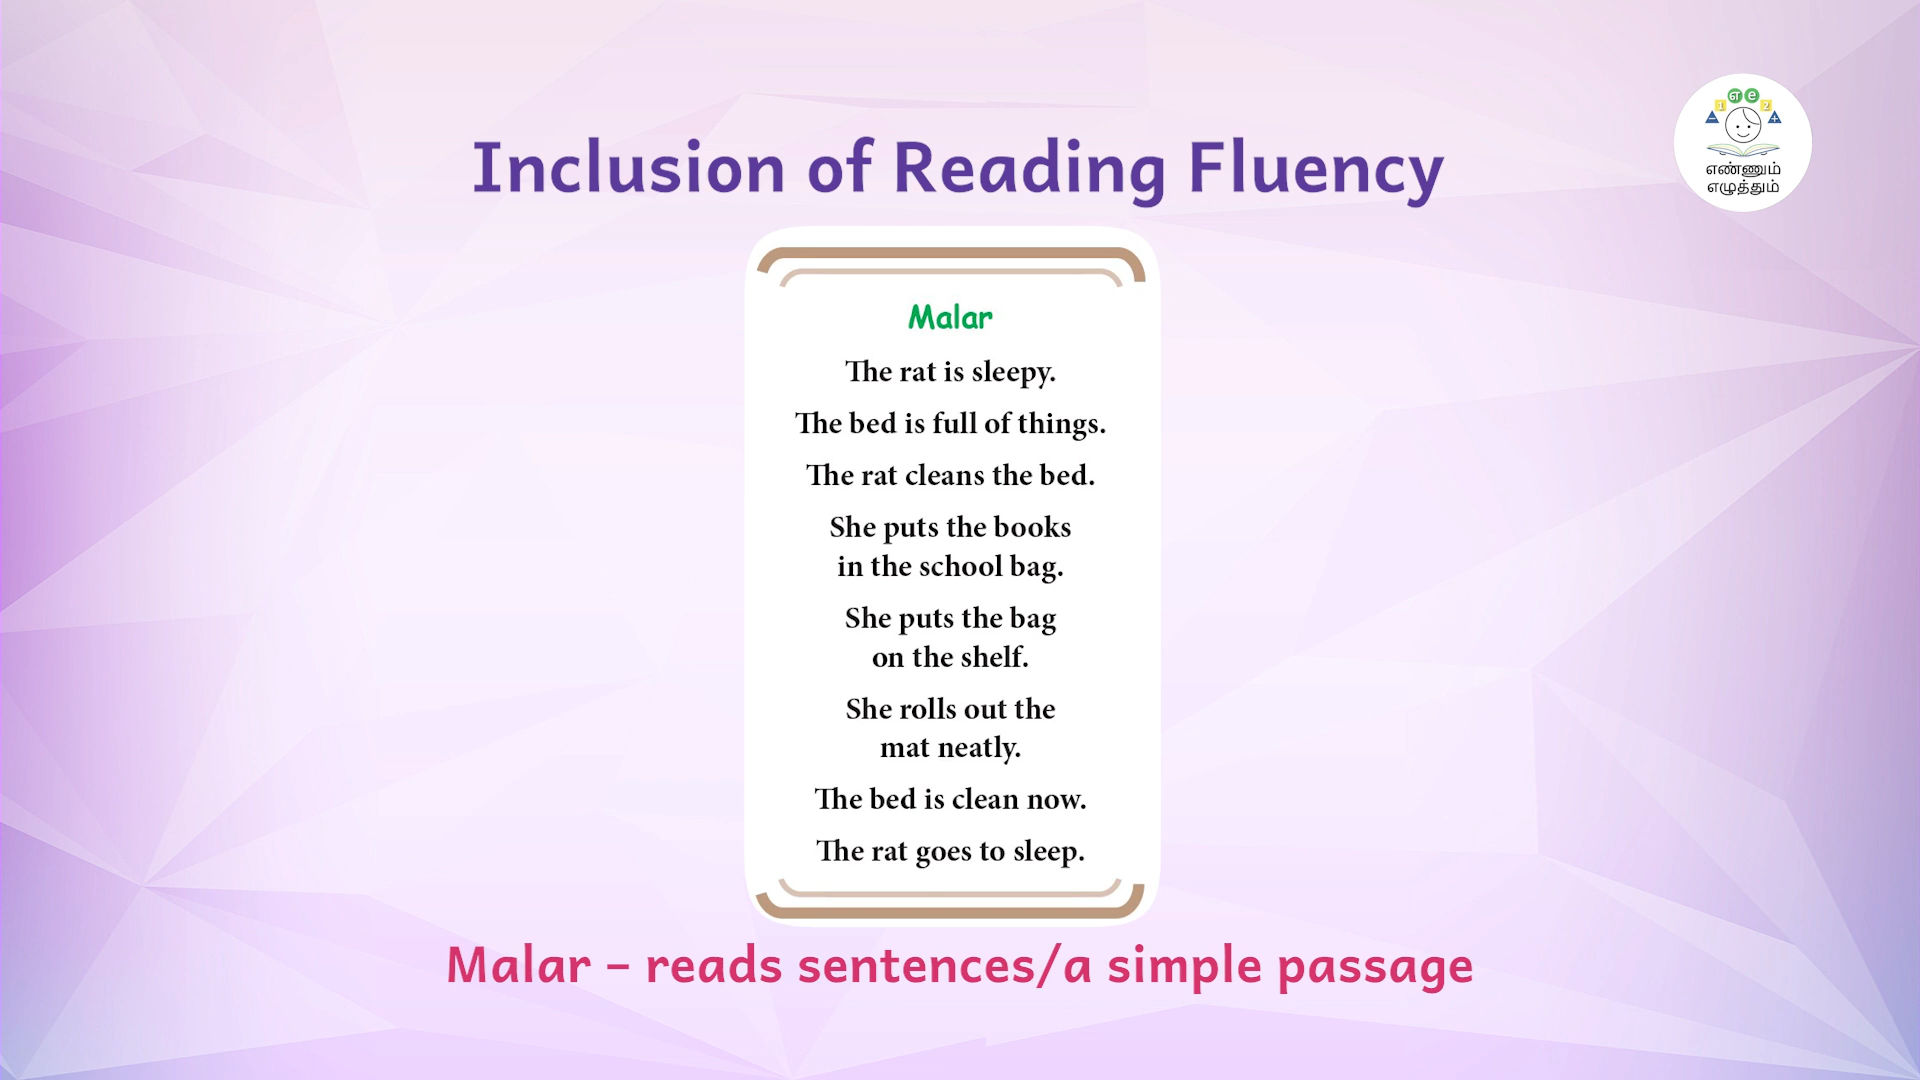 Inclusion of Reading Fluency
1 எ e 2
எண்ணும்
எழுத்தும்
Malar
The rat is sleepy.
The bed is full of things.
The rat cleans the bed.
She puts the books
in the school bag.
She puts the bag
on the shelf.
She rolls out the
mat neatly.
The bed is clean now.
The rat goes to sleep.
Malar – reads sentences/a simple passage